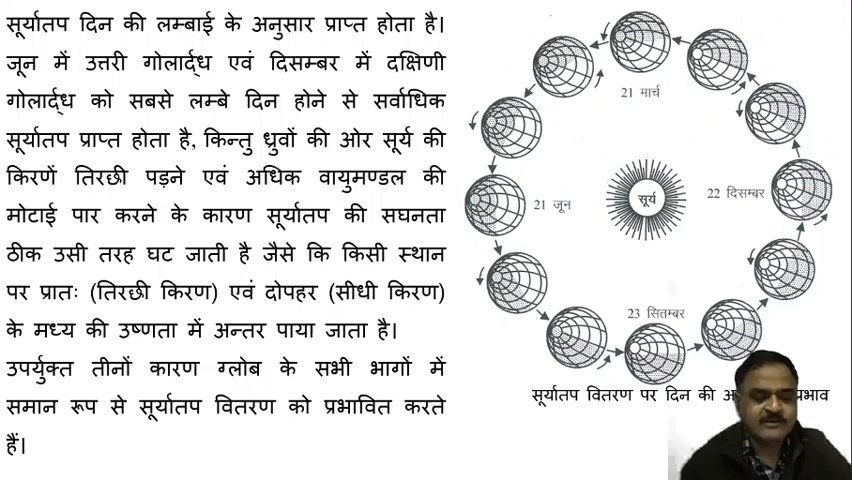 सूर्यातप दिन की लम्बाई के अनुसार प्राप्त होता है।
जून में उत्तरी गोलार्द्ध एवं दिसम्बर में दक्षिणी
गोलार्द्ध को सबसे लम्बे दिन होने से सर्वाधिक
सूर्यातप प्राप्त होता है, किन्तु ध्रुवों की ओर सूर्य की
किरणें तिरछी पड़ने एवं अधिक वायुमण्डल की
मोटाई पार करने के कारण सूर्यातप की सघनता
ठीक उसी तरह घट जाती है जैसे कि किसी स्थान
पर प्रातः (तिरछी किरण) एवं दोपहर (सीधी किरण)
के मध्य की उष्णता में अन्तर पाया जाता है।
उपर्युक्त तीनों कारण ग्लोब के सभी भागों में
समान रूप से सूर्यातप वितरण को प्रभावित करते
हैं।
21 मार्च
21 जून
सूर्य
22 दिसम्बर
23 सितम्बर
सूर्यातप वितरण पर दिन की प्रभाव